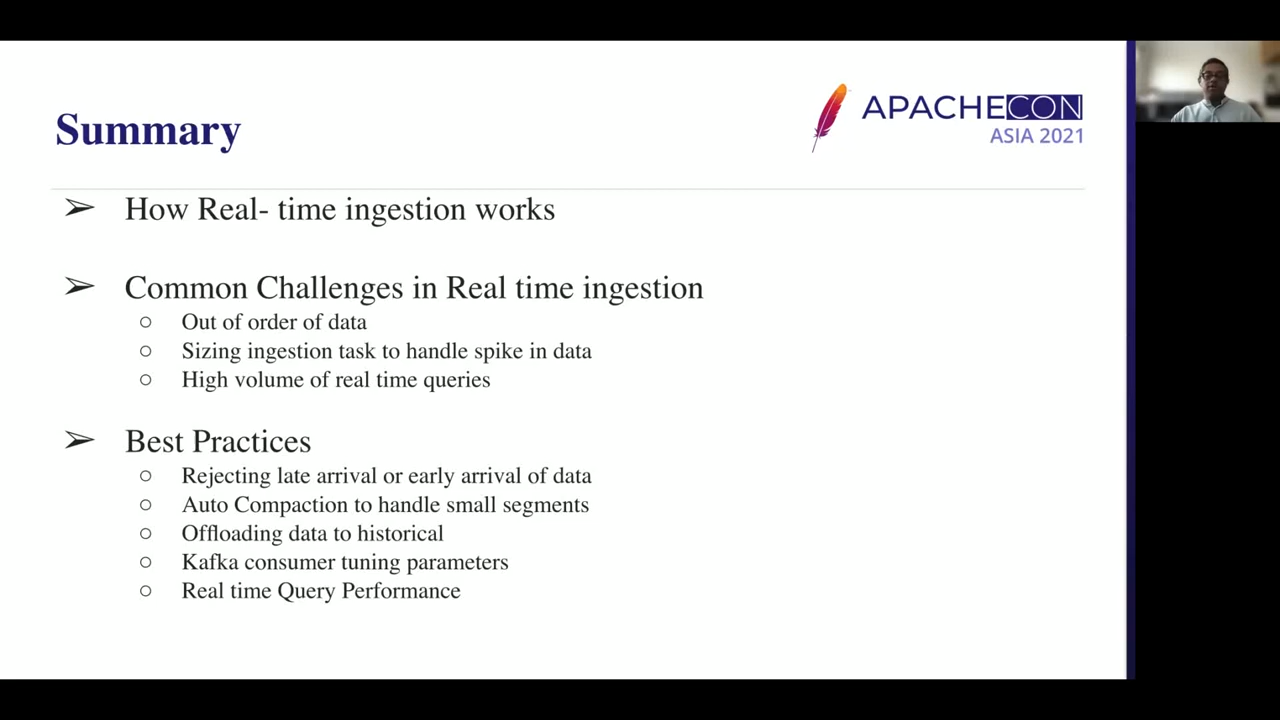 APACHECON
ASIA 2021
Summary
➢ How Real- time ingestion works
➢ Common Challenges in Real time ingestion
○ Out of order of data
○ Sizing ingestion task to handle spike in data
○ High volume of real time queries
➢ Best Practices
○ Rejecting late arrival or early arrival of data
○ Auto Compaction to handle small segments
○ Offloading data to historical
○ Kafka consumer tuning parameters
○ Real time Query Performance